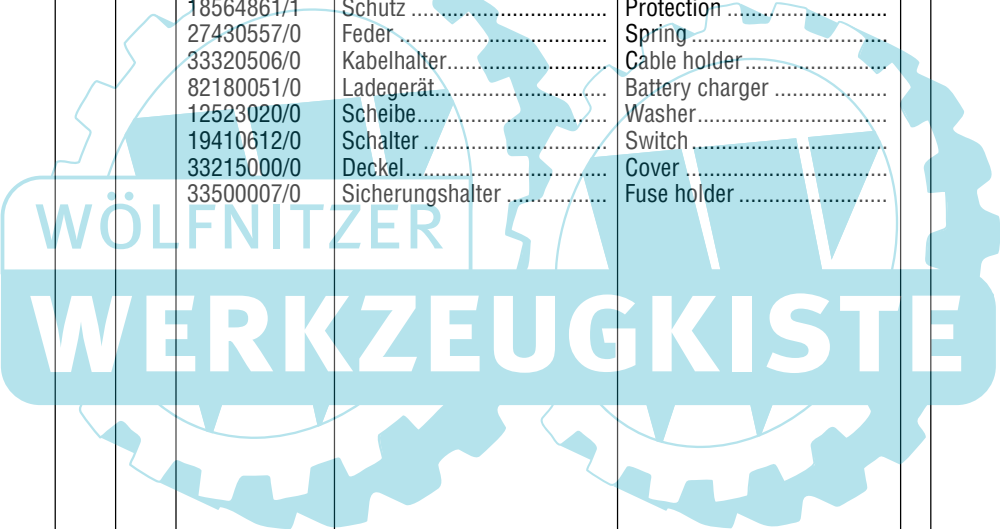 18564861/1 Schutz ............................... Protection .........................
27430557/0 Feder ................................. Spring ...............................
33320506/0 Kabelhalter......................... Cable holder......................
82180051/0 Ladegerät........................... Battery charger ..................
12523020/0 Scheibe.............................. Washer..............................
19410612/0 Schalter ............................. Switch ...............................
33215000/0 Deckel................................ Cover ................................
33500007/0 Sicherungshalter ................ Fuse holder ........................
WÖLFNITZER
WERKZEUGKISTE